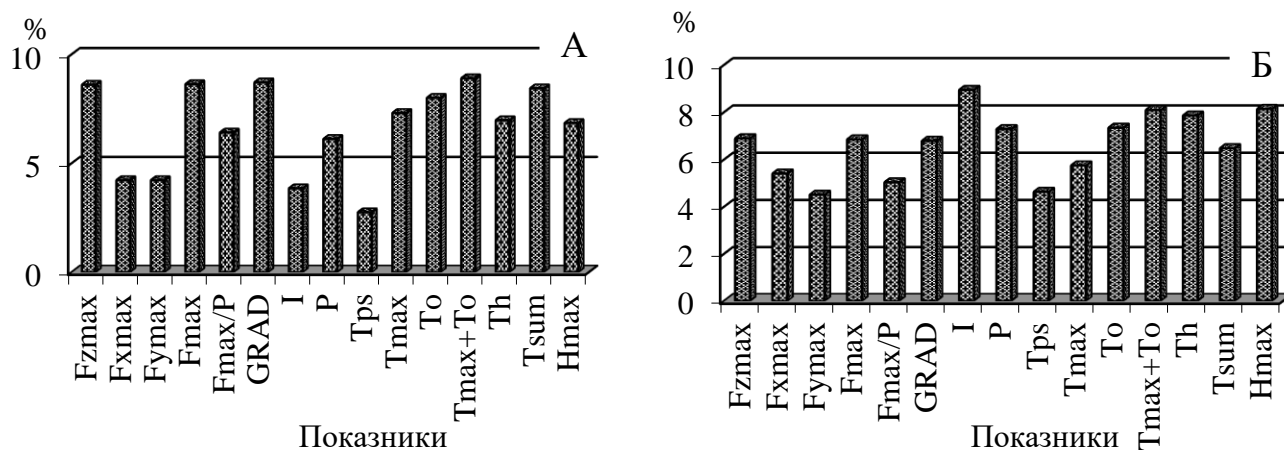 %
А
10
5
0
Fzmax
Fxmax
Fymax
Fmax
Fmax/P
GRAD
I
P
Tps
Tmax
To
Tmax+To
Th
Tsum
Hmax
Показники
%
Б
10
8
6
4
2
0
Fzmax
Fxmax
Fymax
Fmax
Fmax/P
GRAD
I
P
Tps
Tmax
To
Tmax+To
Th
Tsum
Hmax
Показники